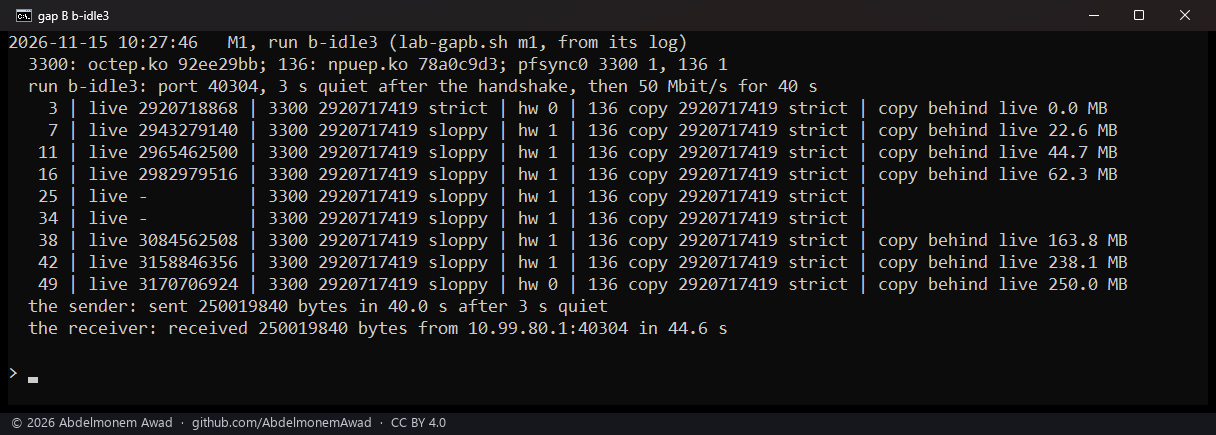 gap B b-idle3
2026-11-15 10:27:46   M1, run b-idle3 (lab-gapb.sh m1, from its log)
  3300: octep.ko 92ee29bb; 136: npuep.ko 78a0c9d3; pfsync0 3300 1, 136 1
  run b-idle3: port 40304, 3 s quiet after the handshake, then 50 Mbit/s for 40 s
    3 | live 2920718868 | 3300 2920717419 strict | hw 0 | 136 copy 2920717419 strict | copy behind live 0.0 MB
    7 | live 2943279140 | 3300 2920717419 sloppy | hw 1 | 136 copy 2920717419 strict | copy behind live 22.6 MB
   11 | live 2965462500 | 3300 2920717419 sloppy | hw 1 | 136 copy 2920717419 strict | copy behind live 44.7 MB
   16 | live 2982979516 | 3300 2920717419 sloppy | hw 1 | 136 copy 2920717419 strict | copy behind live 62.3 MB
   25 | live -          | 3300 2920717419 sloppy | hw 1 | 136 copy 2920717419 strict |
   34 | live -          | 3300 2920717419 sloppy | hw 1 | 136 copy 2920717419 strict |
   38 | live 3084562508 | 3300 2920717419 sloppy | hw 1 | 136 copy 2920717419 strict | copy behind live 163.8 MB
   42 | live 3158846356 | 3300 2920717419 sloppy | hw 1 | 136 copy 2920717419 strict | copy behind live 238.1 MB
   49 | live 3170706924 | 3300 2920717419 sloppy | hw 0 | 136 copy 2920717419 strict | copy behind live 250.0 MB
  the sender: sent 250019840 bytes in 40.0 s after 3 s quiet
  the receiver: received 250019840 bytes from 10.99.80.1:40304 in 44.6 s
>
© 2026 Abdelmonem Awad · github.com/AbdelmonemAwad · CC BY 4.0